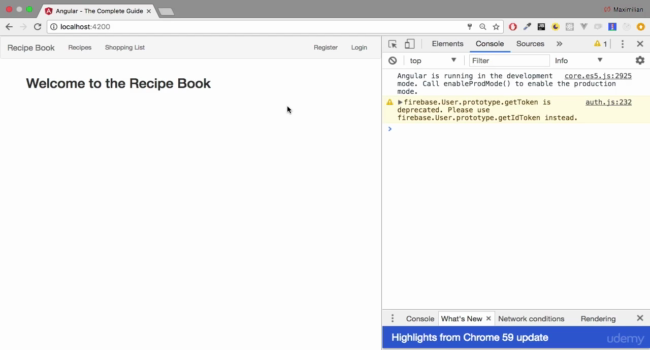 Angular - The Complete Guide
Maximilian
localhost:4200
Recipe Book Recipes Shopping List Register Login
Welcome to the Recipe Book
Elements Console Sources
top Filter Info
1
Angular is running in the development core.es5.js:2925
mode. Call enableProdMode() to enable the production
mode.
firebase.User.prototype.getToken is auth.js:232
deprecated. Please use
firebase.User.prototype.getIdToken instead.
Console What's New Network conditions Rendering
Highlights from Chrome 59 update
udemy